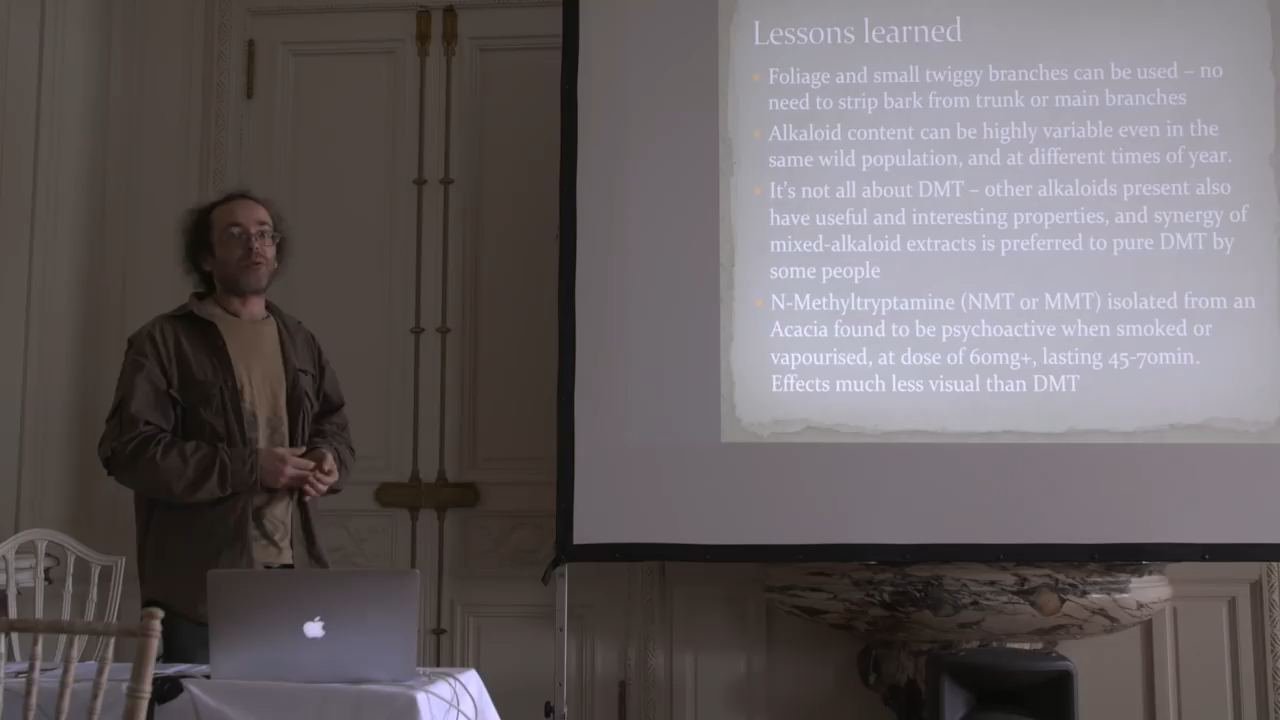 Lessons learned
Foliage and small twiggy branches can be used – no
need to strip bark from trunk or main branches
Alkaloid content can be highly variable even in the
same wild population, and at different times of year.
It's not all about DMT – other alkaloids present also
have useful and interesting properties, and synergy of
mixed-alkaloid extracts is preferred to pure DMT by
some people
N-Methyltryptamine (NMT or MMT) isolated from an
Acacia found to be psychoactive when smoked or
vapourised, at dose of 60mg+, lasting 45-70min.
Effects much less visual than DMT